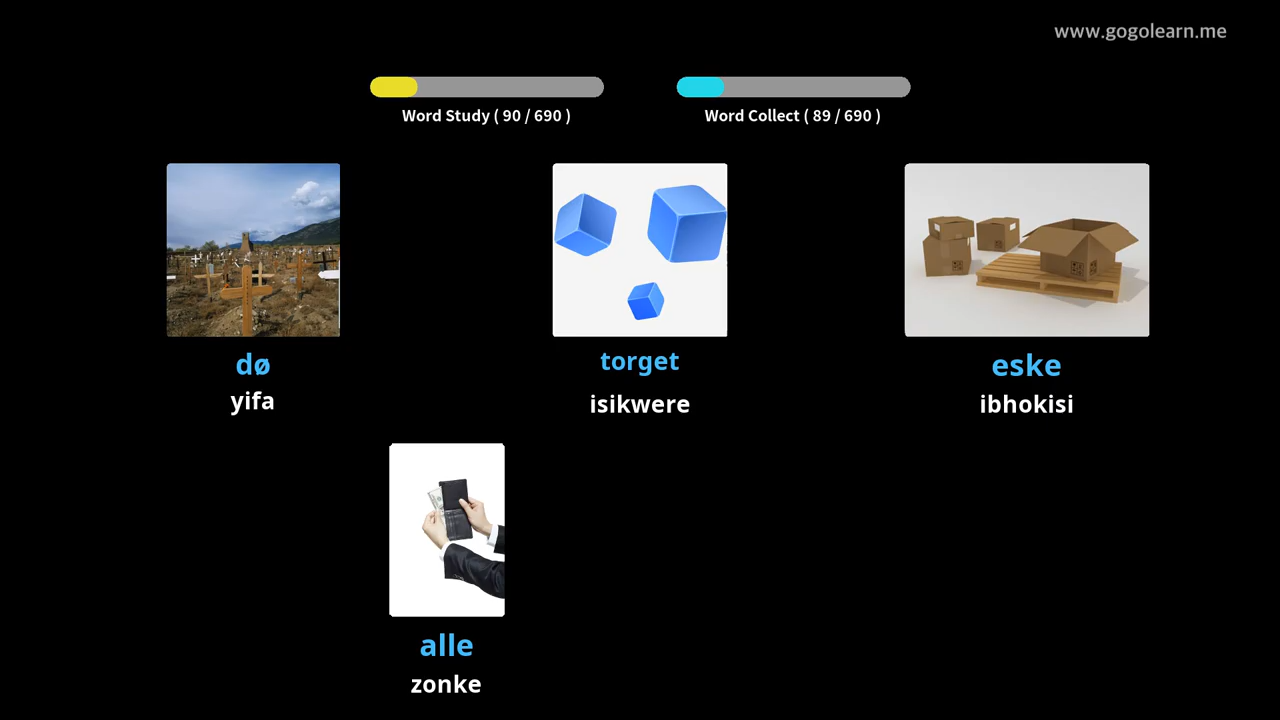 www.gogolearn.me
Word Study ( 90 / 690 )
Word Collect ( 89 / 690 )
dø
yifa
torget
isikwere
eske
ibhokisi
alle
zonke